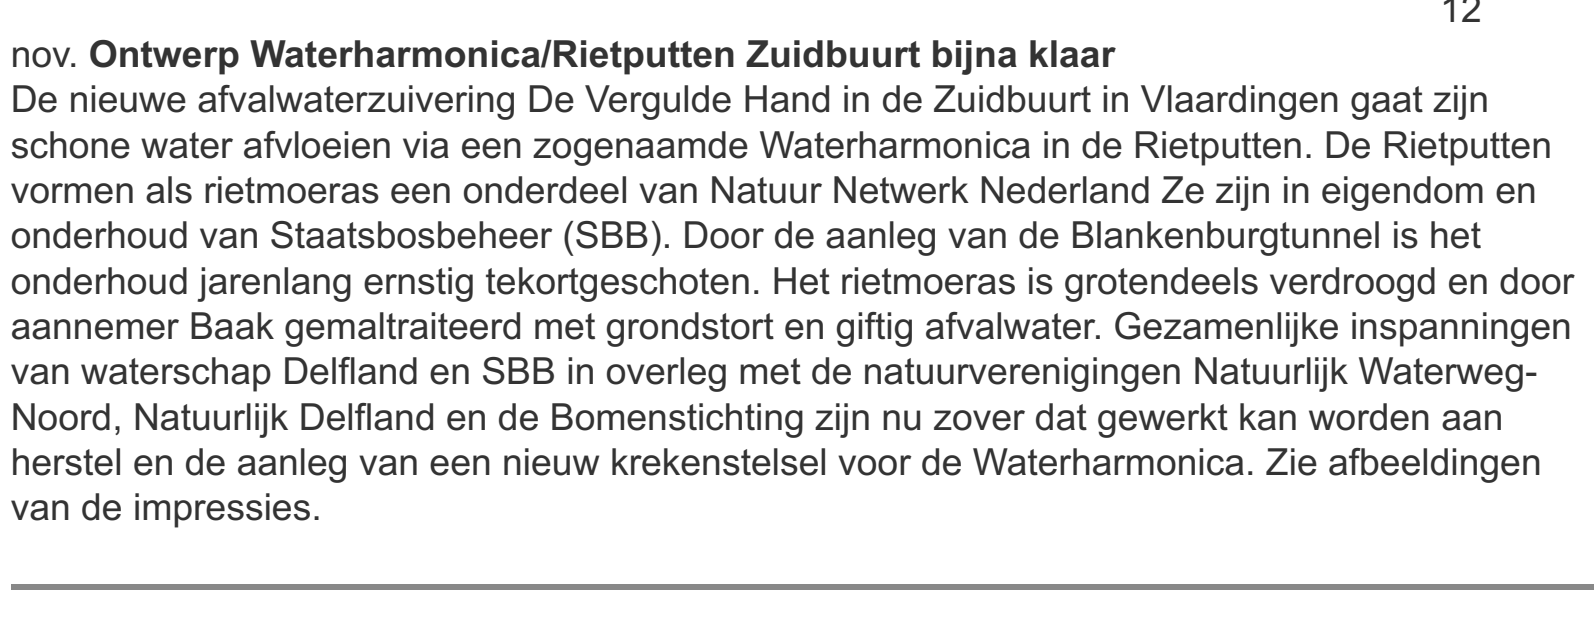 12
nov. Ontwerp Waterharmonica/Rietputten Zuidbuurt bijna klaar
De nieuwe afvalwaterzuivering De Vergulde Hand in de Zuidbuurt in Vlaardingen gaat zijn
schone water afvloeien via een zogenaamde Waterharmonica in de Rietputten. De Rietputten
vormen als rietmoeras een onderdeel van Natuur Netwerk Nederland Ze zijn in eigendom en
onderhoud van Staatsbosbeheer (SBB). Door de aanleg van de Blankenburgtunnel is het
onderhoud jarenlang ernstig tekortgeschoten. Het rietmoeras is grotendeels verdroogd en door
aannemer Baak gemaltraiteerd met grondstort en giftig afvalwater. Gezamenlijke inspanningen
van waterschap Delfland en SBB in overleg met de natuurverenigingen Natuurlijk Waterweg-
Noord, Natuurlijk Delfland en de Bomenstichting zijn nu zover dat gewerkt kan worden aan
herstel en de aanleg van een nieuw krekenstelsel voor de Waterharmonica. Zie afbeeldingen
van de impressies.